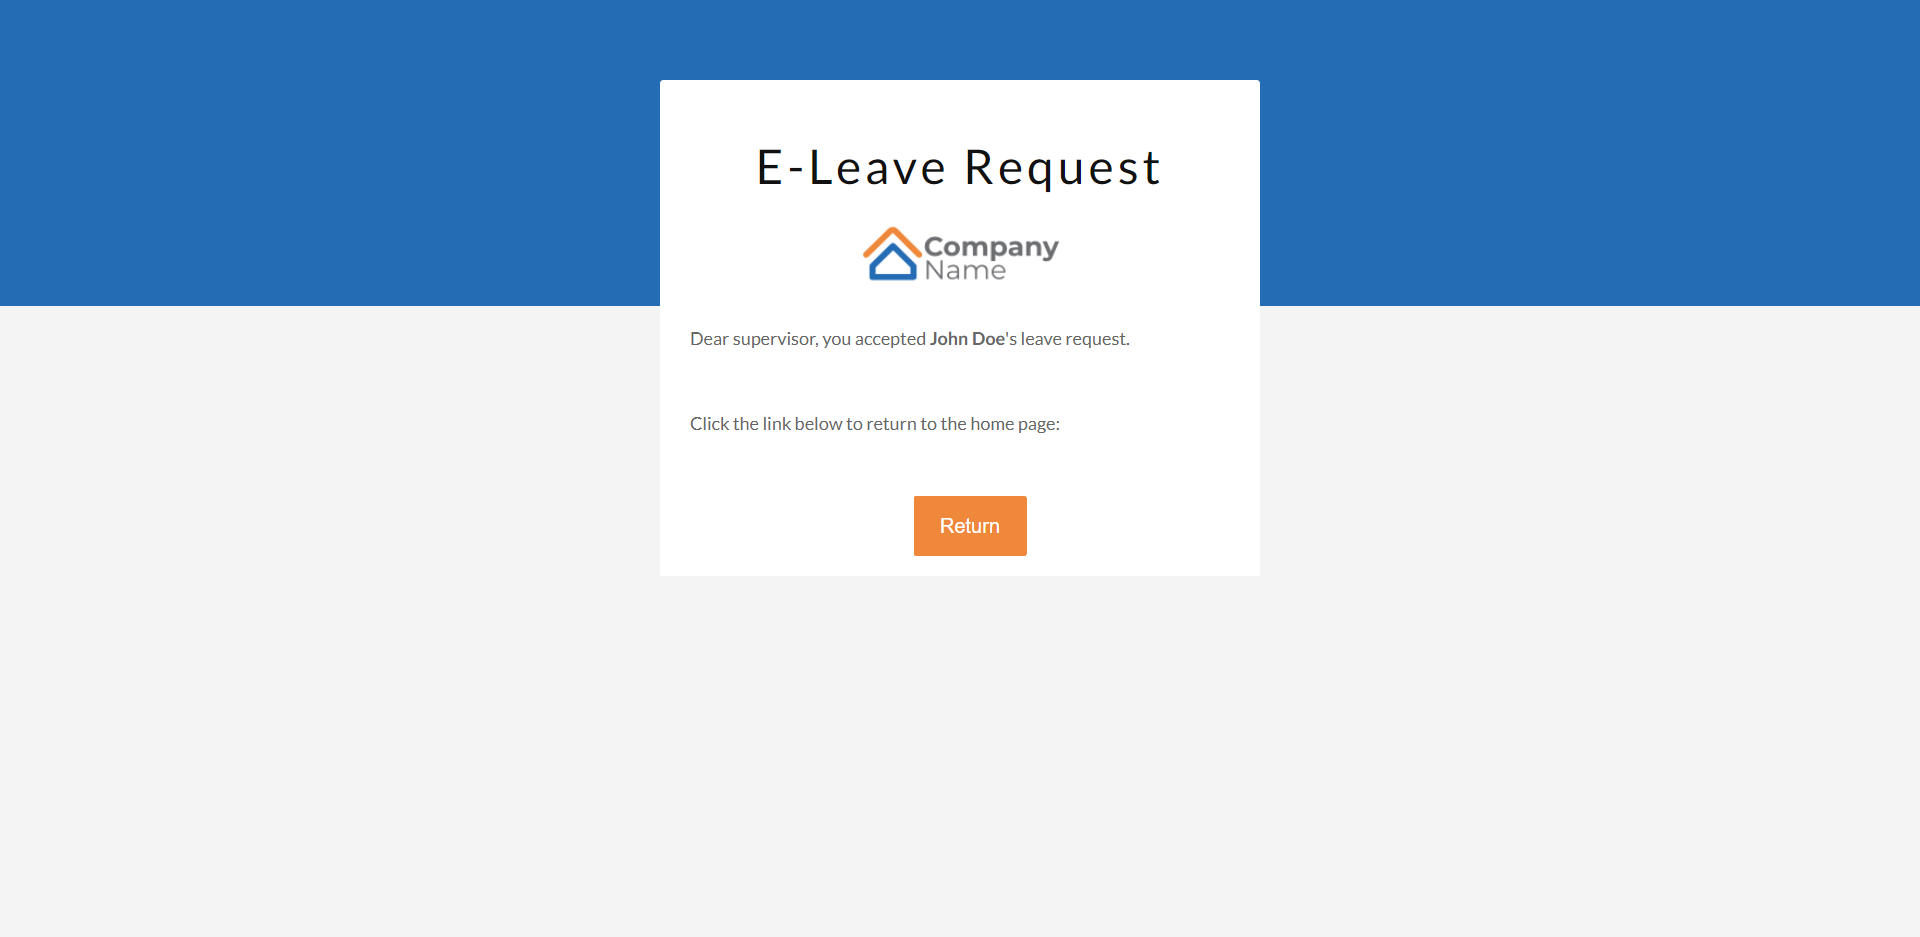 E-Leave Request
Company
Name
Dear supervisor, you accepted John Doe's leave request.
Click the link below to return to the home page:
Return